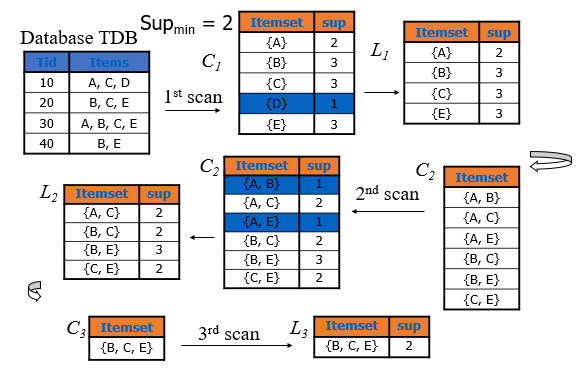 Database TDB
Tid Items
10 A, C, D
20 B, C, E
30 A, B, C, E
40 B, E
Sup min = 2
1st scan
C1
Itemset sup
{A} 2
{B} 3
{C} 3
{D} 1
{E} 3
L1
Itemset sup
{A} 2
{B} 3
{C} 3
{E} 3
C2
Itemset
{A, B}
{A, C}
{A, E}
{B, C}
{B, E}
{C, E}
2nd scan
C2
Itemset sup
{A, B} 1
{A, C} 2
{A, E} 1
{B, C} 2
{B, E} 3
{C, E} 2
L2
Itemset sup
{A, C} 2
{B, C} 2
{B, E} 3
{C, E} 2
C3
Itemset
{B, C, E}
3rd scan
L3
Itemset sup
{B, C, E} 2